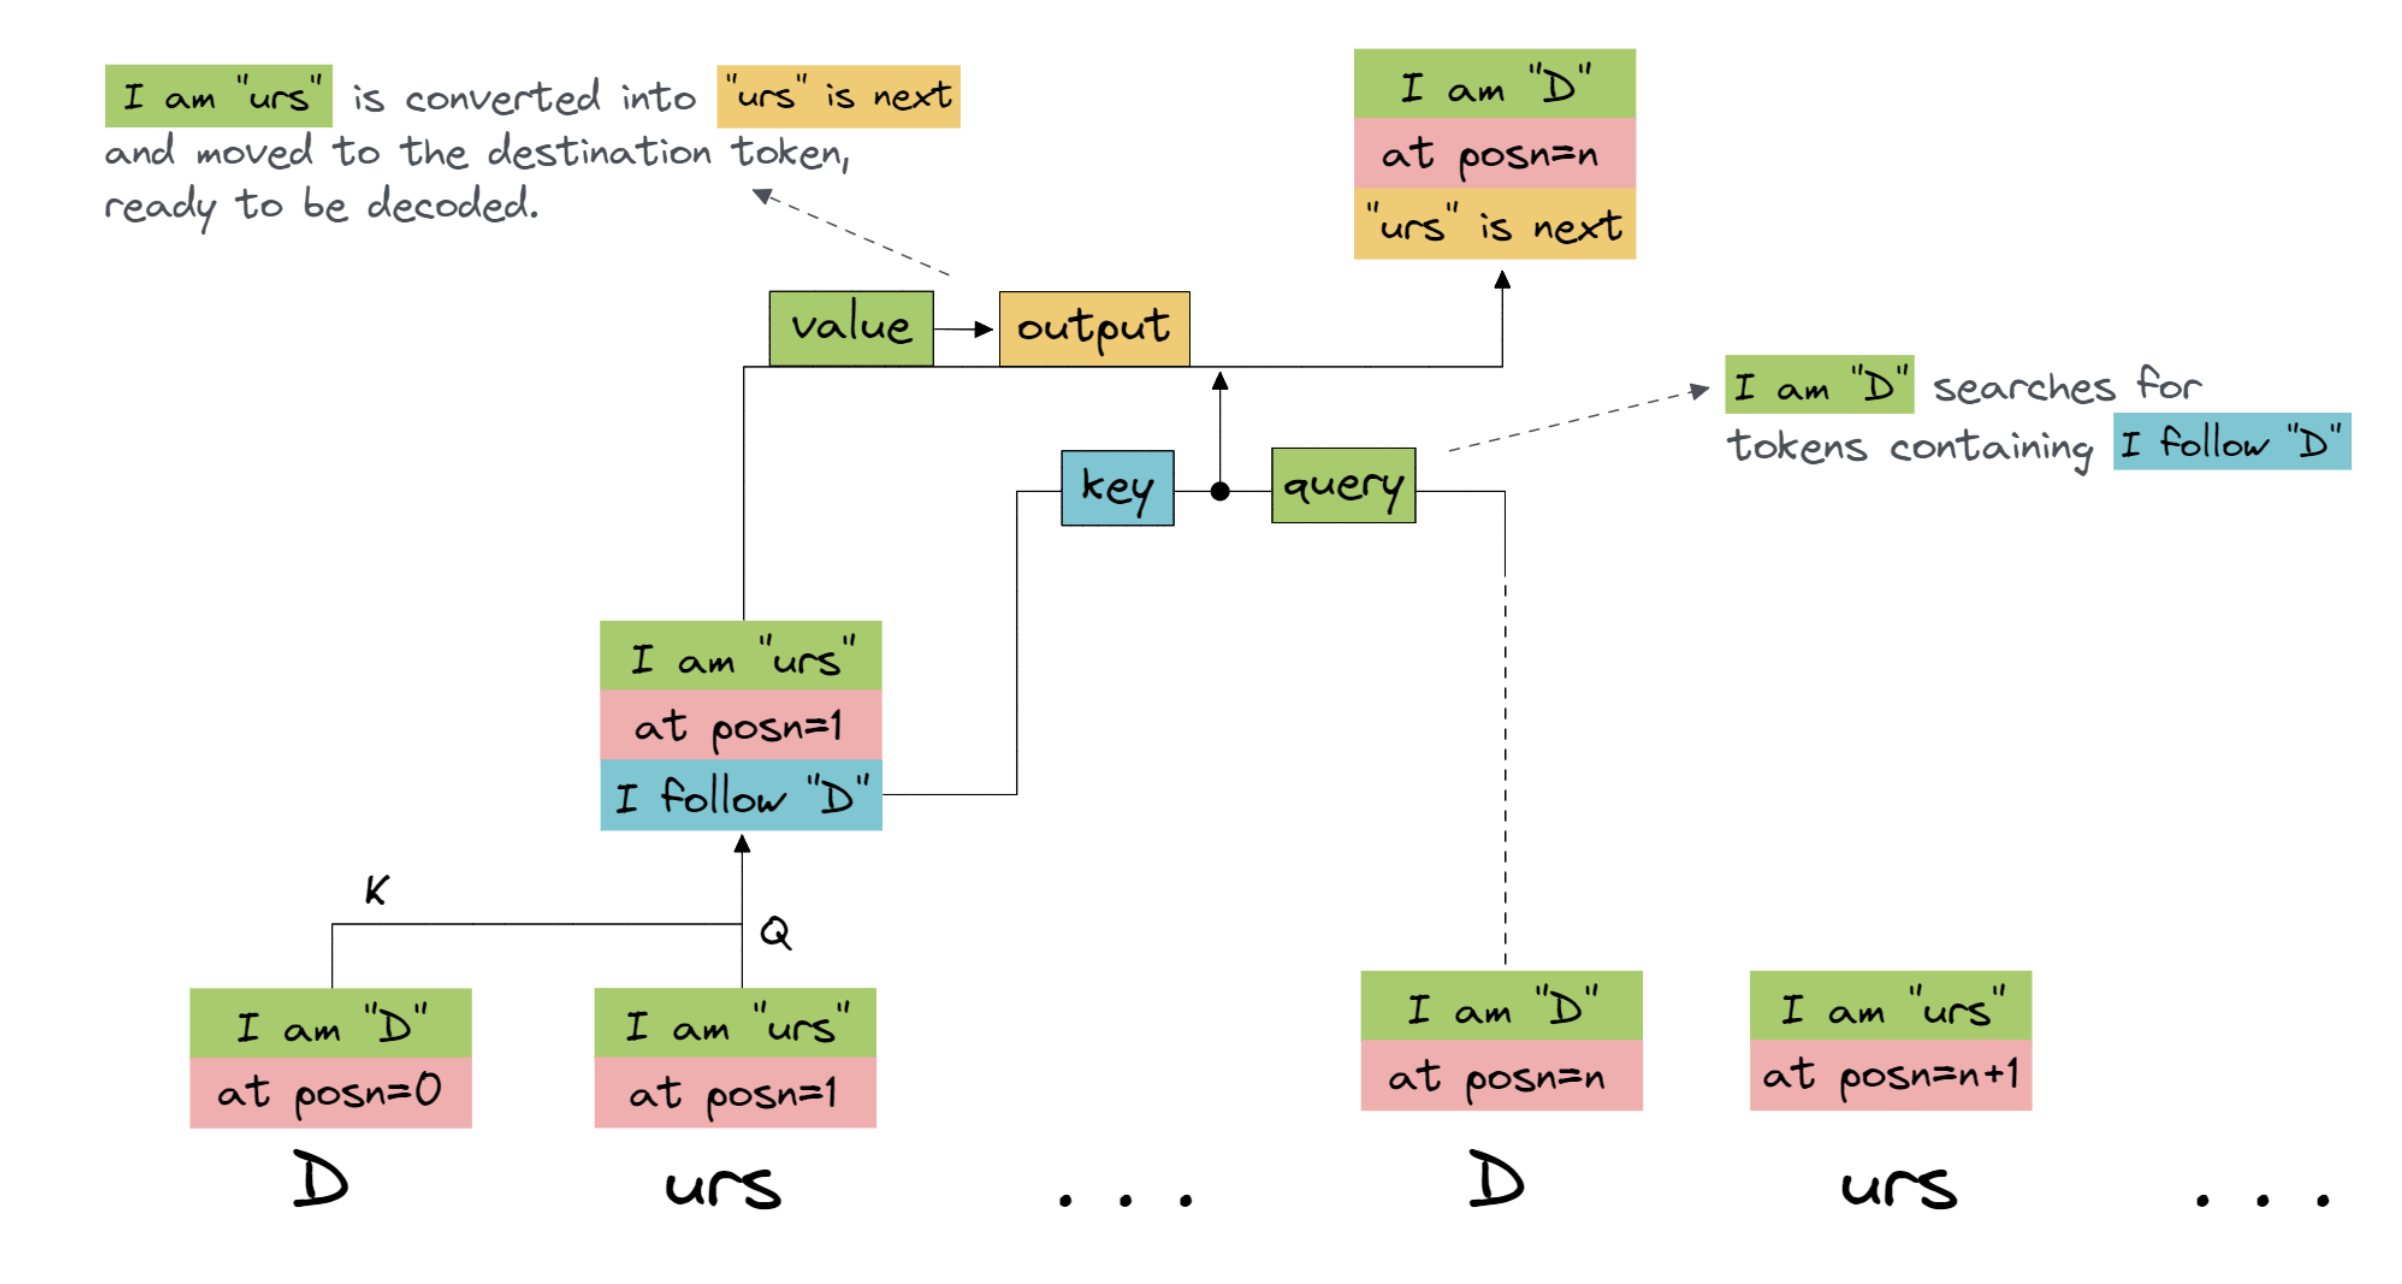 I am "urs" is converted into "urs" is next
and moved to the destination token,
ready to be decoded.
I am "D"
at posn=n
"urs" is next
value
output
I am "D" searches for
tokens containing I follow "D"
key
query
I am "urs"
at posn=1
I follow "D"
K
Q
I am "D"
at posn=0
I am "urs"
at posn=1
I am "D"
at posn=n
I am "urs"
at posn=n+1
D urs . . . D urs . . .